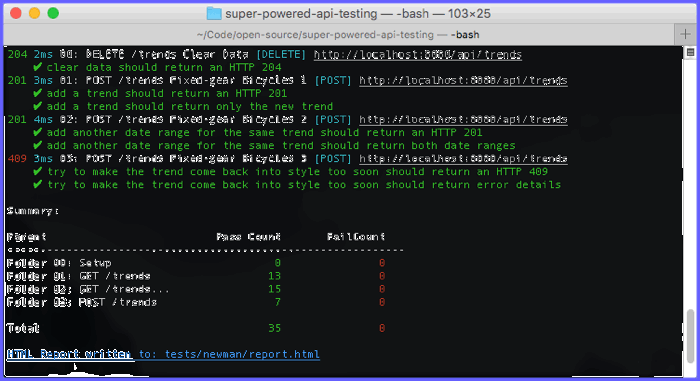 super-powered-api-testing — -bash — 103×25
~/Code/open-source/super-powered-api-testing — -bash +
204 2ms 00: DELETE /trends Clear Data [DELETE] http://localhost:8080/api/trends
✔ clear data should return an HTTP 204
201 3ms 01: POST /trends Fixed-gear Bicycles 1 [POST] http://localhost:8080/api/trends
✔ add a trend should return an HTTP 201
✔ add a trend should return only the new trend
201 4ms 02: POST /trends Fixed-gear Bicycles 2 [POST] http://localhost:8080/api/trends
✔ add another date range for the same trend should return an HTTP 201
✔ add another date range for the same trend should return both date ranges
409 3ms 03: POST /trends Fixed-gear Bicycles 3 [POST] http://localhost:8080/api/trends
✔ try to make the trend come back into style too soon should return an HTTP 409
✔ try to make the trend come back into style too soon should return error details
Summary:
Parent Pass Count FailCount
Folder 00: Setup 0 0
Folder 01: GET /trends 13 0
Folder 02: GET /trends... 15 0
Folder 03: POST /trends 7 0
Total 35 0
HTML Report written to: tests/newman/report.html